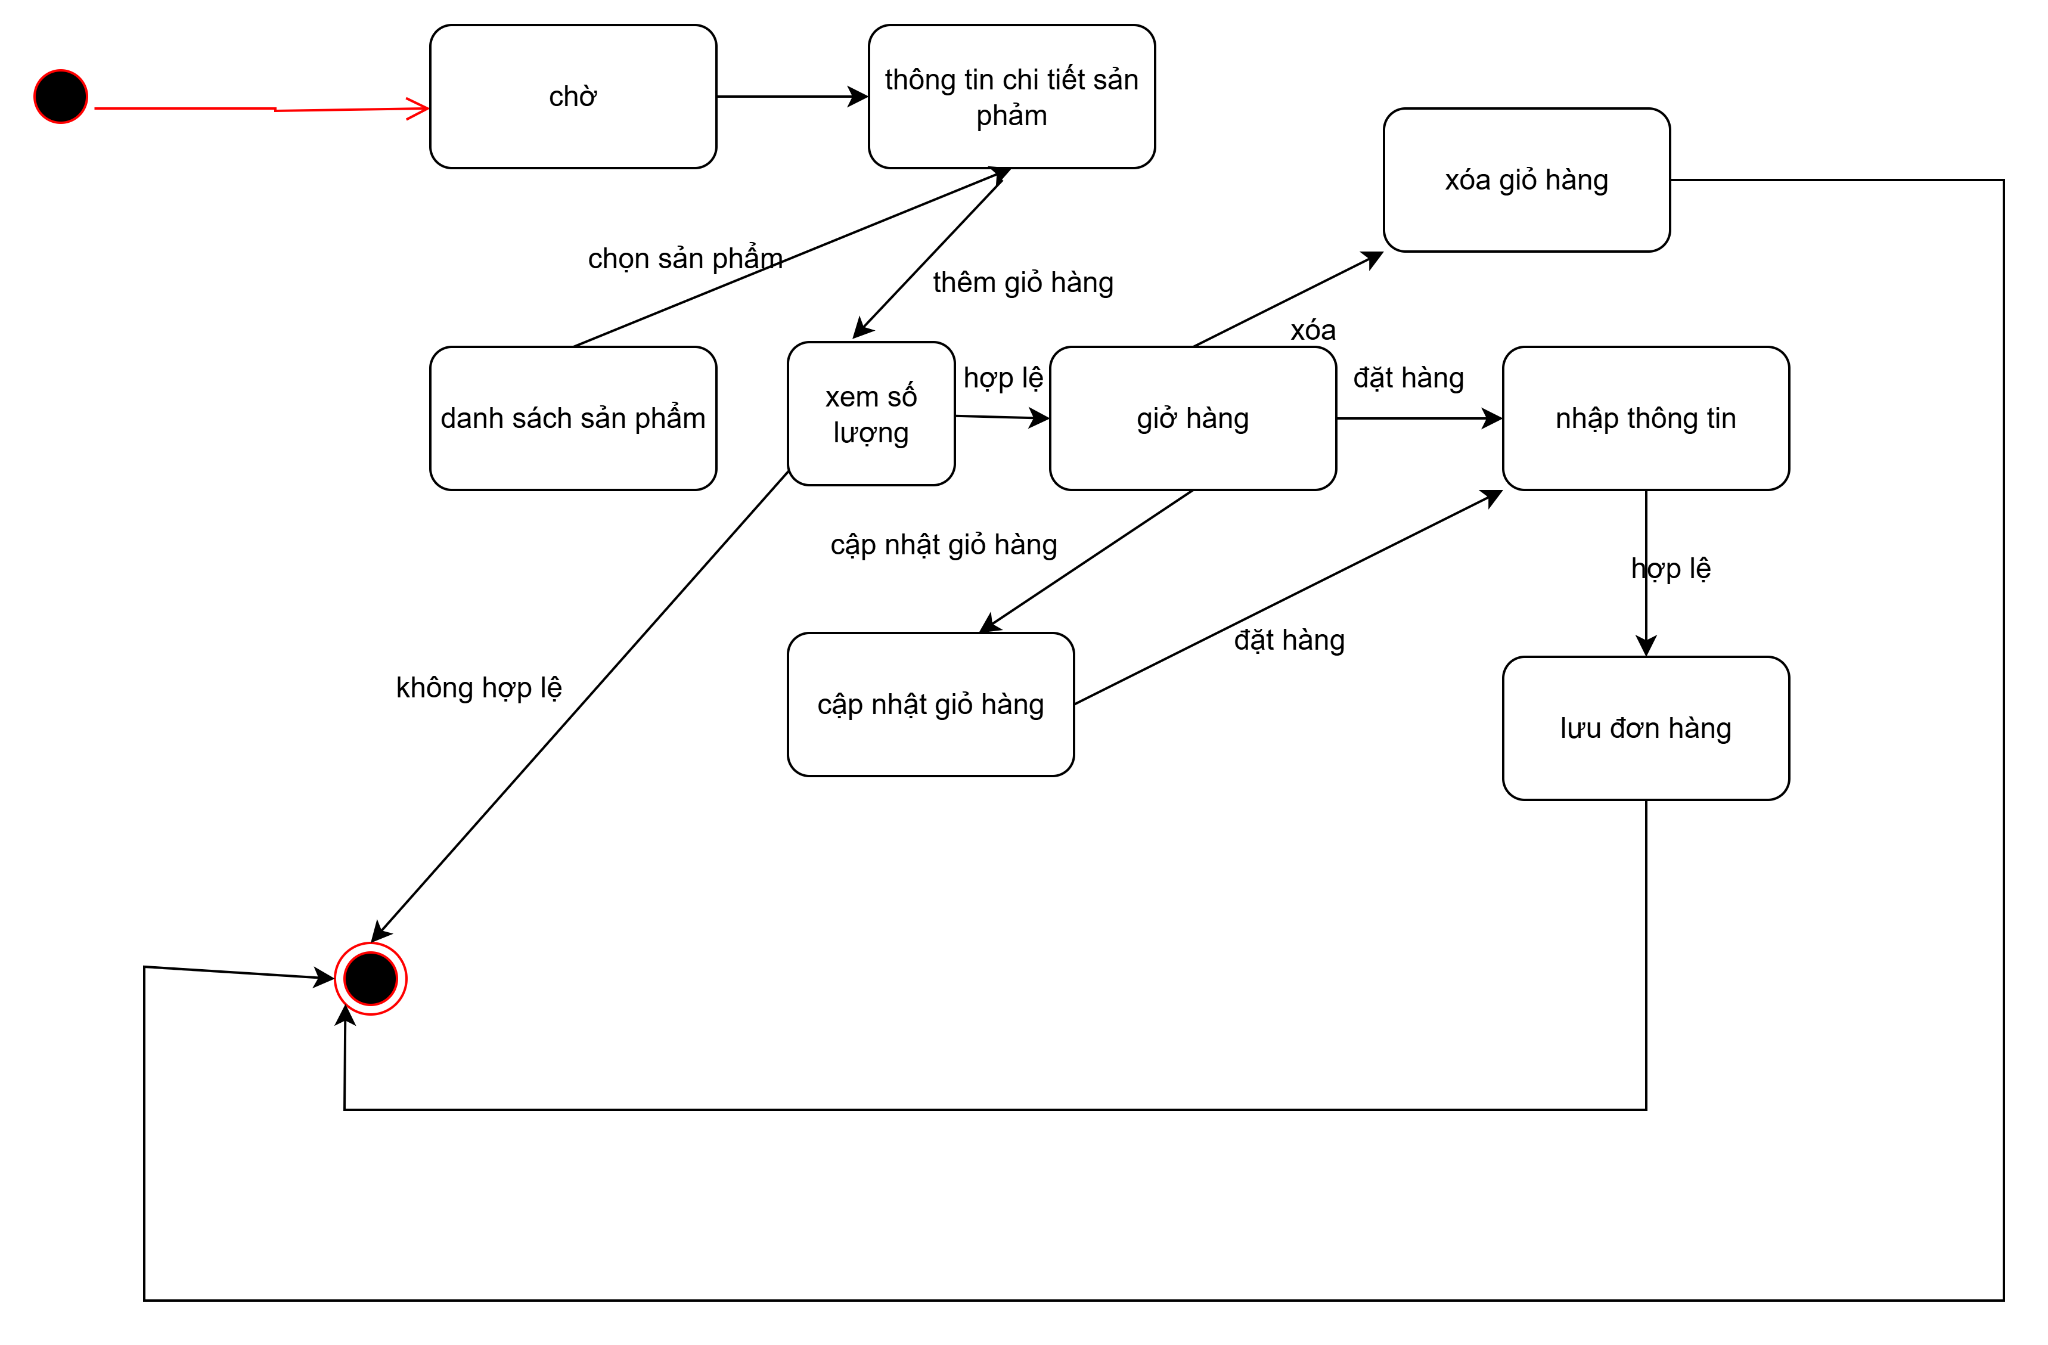 chờ
thông tin chi tiết sản
phảm
xóa giỏ hàng
chọn sản phẩm
thêm giỏ hàng
xóa
danh sách sản phẩm
xem số
lượng
hợp lệ
giở hàng
đặt hàng
nhập thông tin
cập nhật giỏ hàng
hợp lệ
đặt hàng
không hợp lệ
cập nhật giỏ hàng
lưu đơn hàng